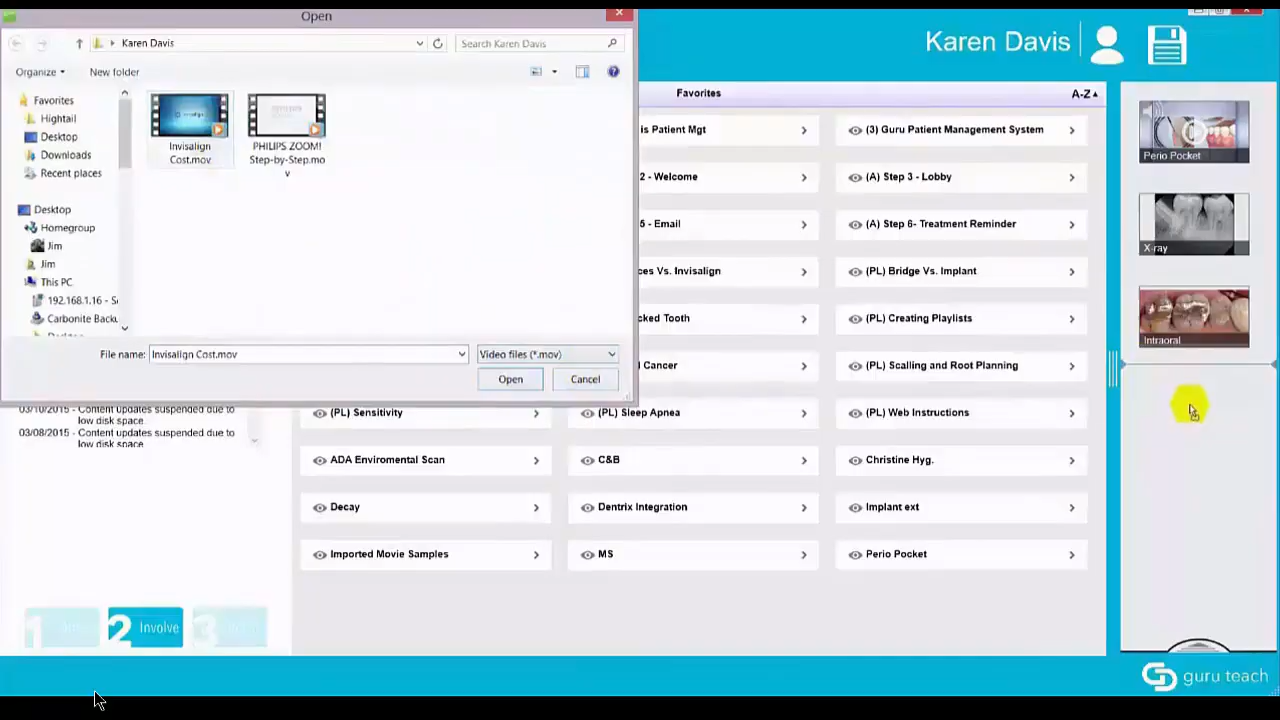 Open
Karen Davis
Search Karen Davis
Organize
New folder
Favorites
Hightail
Desktop
Downloads
Recent places
Desktop
Homegroup
Jim
Jim
This PC
192.168.1.16 - S
Carbonite Backu
Invisalign
Cost.mov
PHILIPS ZOOM!
Step-by-Step.mo
v
File name:
Invisalign Cost.mov
Video files (*.mov)
Open
Cancel
Karen Davis
Favorites
A-Z
is Patient Mgt
(3) Guru Patient Management System
2 - Welcome
(A) Step 3 - Lobby
5 - Email
(A) Step 6- Treatment Reminder
ces Vs. Invisalign
(PL) Bridge Vs. Implant
cked Tooth
(PL) Creating Playlists
Cancer
(PL) Scalling and Root Planning
(PL) Sensitivity
(PL) Sleep Apnea
(PL) Web Instructions
ADA Enviromental Scan
C&B
Christine Hyg.
Decay
Dentrix Integration
Implant ext
Imported Movie Samples
MS
Perio Pocket
03/10/2015 - Content updates suspended due to
low disk space
03/08/2015 - Content updates suspended due to
low disk space
1
2 Involve
3
Perio Pocket
X-ray
Intraoral
guru teach